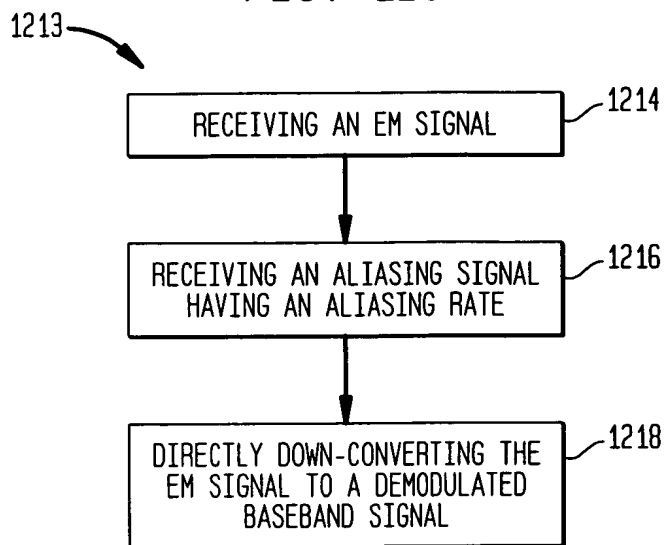 1213
RECEIVING AN EM SIGNAL
1214
RECEIVING AN ALIASING SIGNAL
HAVING AN ALIASING RATE
1216
DIRECTLY DOWN-CONVERTING THE
EM SIGNAL TO A DEMODULATED
BASEBAND SIGNAL
1218